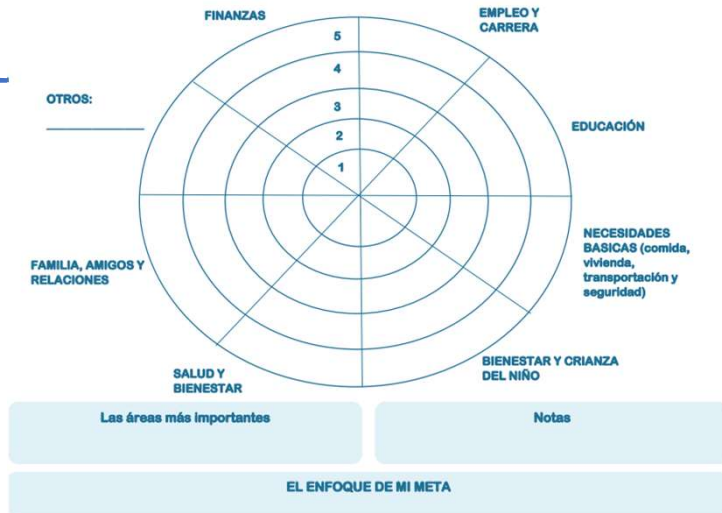 FINANZAS
EMPLEO Y
CARRERA
5
4
3
2
1
OTROS:
EDUCACIÓN
NECESIDADES
BASICAS (comida,
vivienda,
transportación y
seguridad)
FAMILIA, AMIGOS Y
RELACIONES
SALUD Y
BIENESTAR
BIENESTAR Y CRIANZA
DEL NIÑO
Las áreas más importantes
Notas
EL ENFOQUE DE MI META